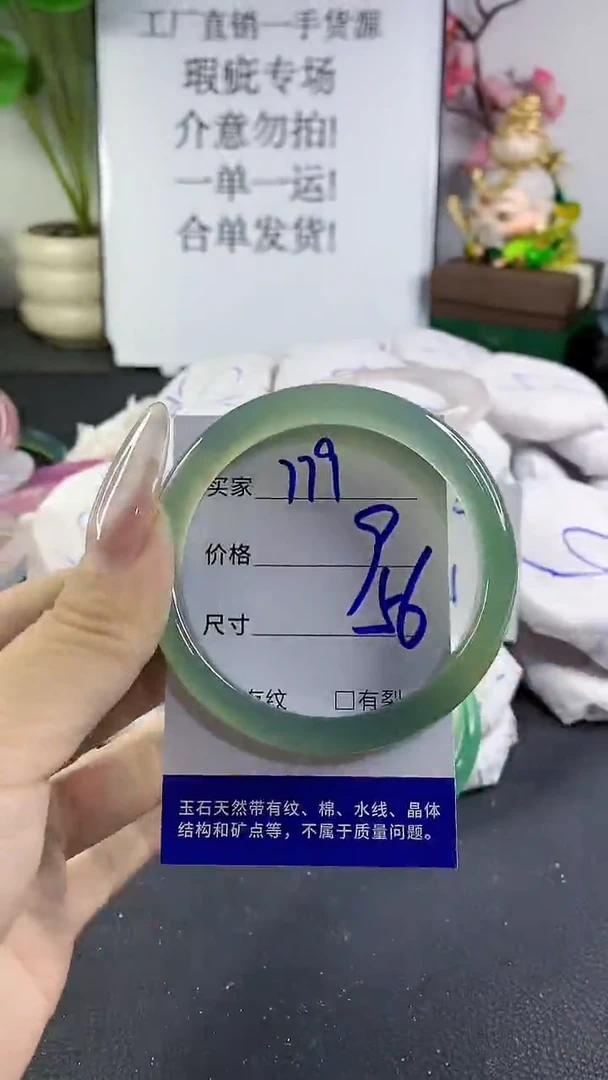 工厂直销一手货源
瑕疵专场
介意勿拍!
一单一运!
合单发货!
买家 779
价格 9
尺寸 56
有纹 □有裂
玉石天然带有纹、棉、水线、晶体
结构和矿点等，不属于质量问题。